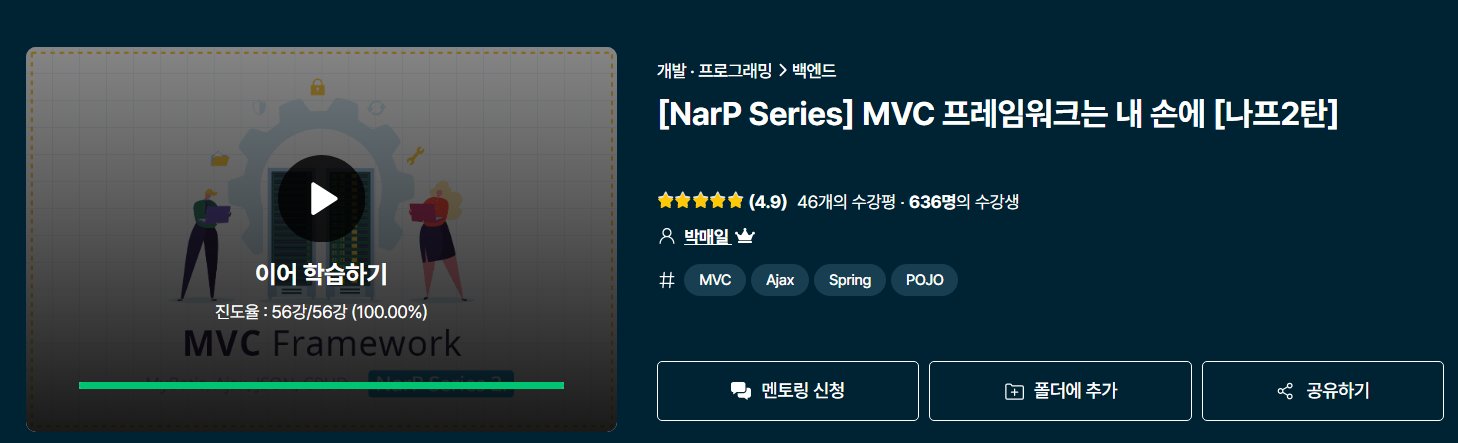 개발 · 프로그래밍 > 백엔드
[NarP Series] MVC 프레임워크는 내 손에 [나프2탄]
(4.9) 46개의 수강평 · 636명의 수강생
박매일
# MVC Ajax Spring POJO
멘토링 신청 폴더에 추가 공유하기
이어 학습하기
진도율 : 56강/56강 (100.00%)
MVC Framework